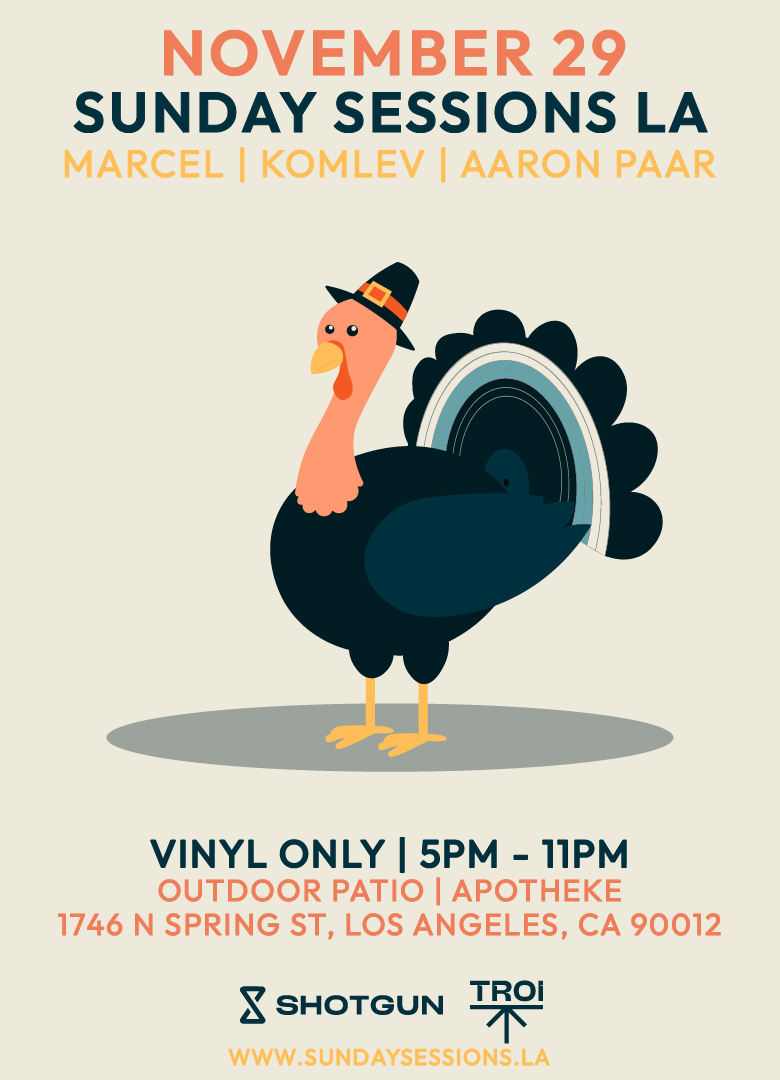 NOVEMBER 29
SUNDAY SESSIONS LA
MARCEL | KOMLEV | AARON PAAR
VINYL ONLY | 5PM - 11PM
OUTDOOR PATIO | APOTHEKE
1746 N SPRING ST, LOS ANGELES, CA 90012
SHOTGUN TROi
WWW.SUNDAYSESSIONS.LA